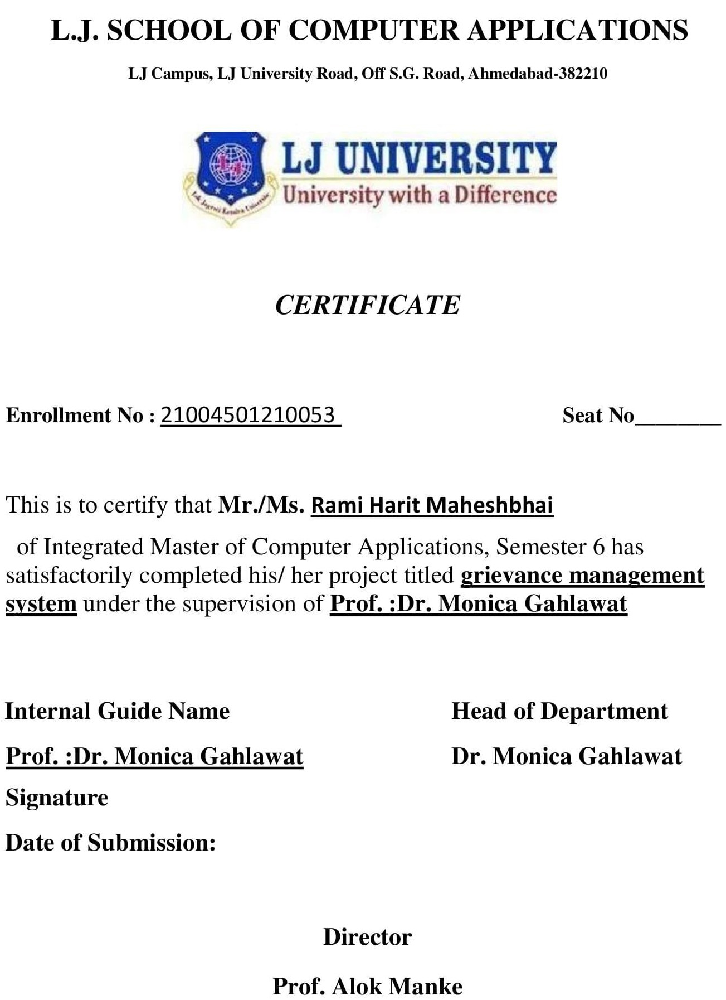 L.J. SCHOOL OF COMPUTER APPLICATIONS
LJ Campus, LJ University Road, Off S.G. Road, Ahmedabad-382210
LJ UNIVERSITY
University with a Difference
CERTIFICATE
Enrollment No : 21004501210053 Seat No________
This is to certify that Mr./Ms. Rami Harit Maheshbhai
of Integrated Master of Computer Applications, Semester 6 has
satisfactorily completed his/ her project titled grievance management
system under the supervision of Prof. :Dr. Monica Gahlawat
Internal Guide Name Head of Department
Prof. :Dr. Monica Gahlawat Dr. Monica Gahlawat
Signature
Date of Submission:
Director
Prof. Alok Manke